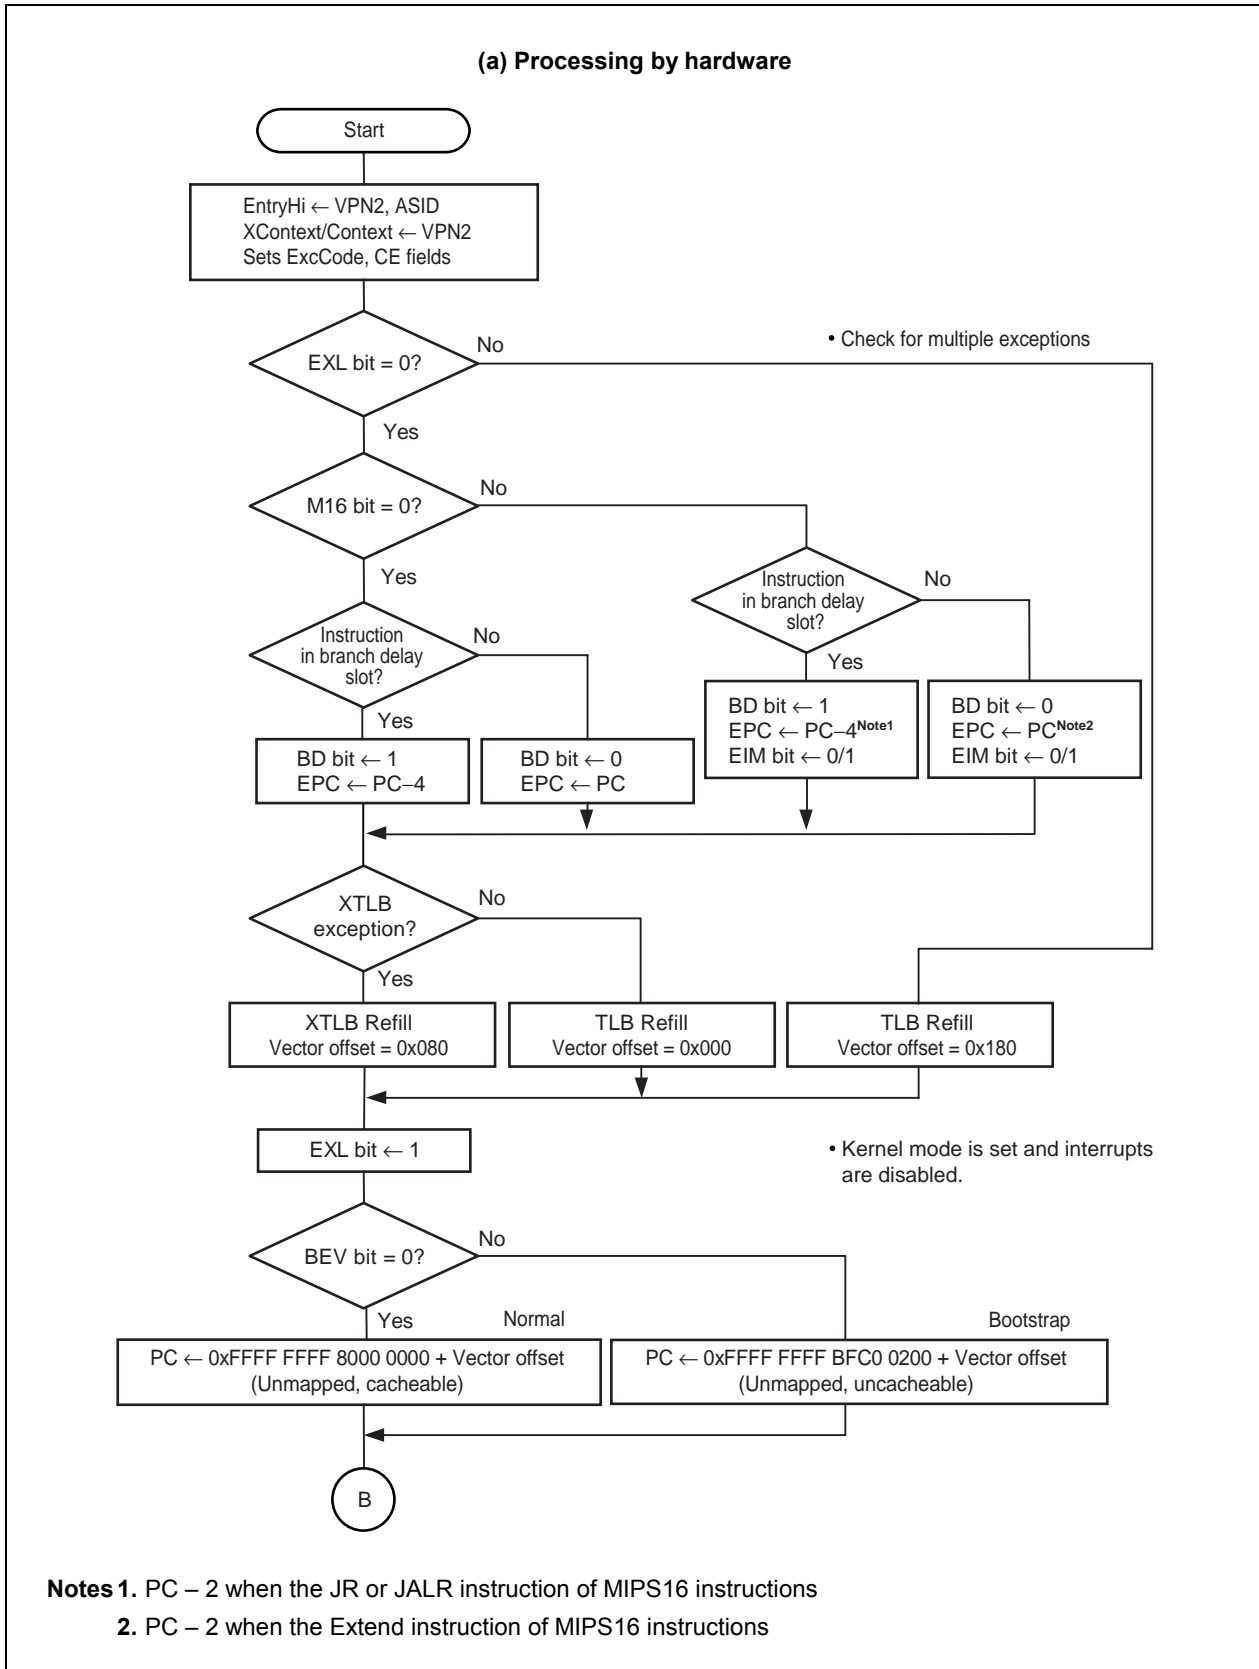 (a) Processing by hardware
Start
EntryHi ← VPN2, ASID
XContext/Context ← VPN2
Sets ExcCode, CE fields
EXL bit = 0?
No
• Check for multiple exceptions
Yes
M16 bit = 0?
No
Yes
Instruction
in branch delay
slot?
No
Yes
Instruction
in branch delay
slot?
No
Yes
BD bit ← 1
EPC ← PC–4
BD bit ← 0
EPC ← PC
BD bit ← 1
EPC ← PC–4Note1
EIM bit ← 0/1
BD bit ← 0
EPC ← PCNote2
EIM bit ← 0/1
XTLB
exception?
No
Yes
XTLB Refill
Vector offset = 0x080
TLB Refill
Vector offset = 0x000
TLB Refill
Vector offset = 0x180
EXL bit ← 1
• Kernel mode is set and interrupts
are disabled.
BEV bit = 0?
No
Yes
Normal
Bootstrap
PC ← 0xFFFF FFFF 8000 0000 + Vector offset
(Unmapped, cacheable)
PC ← 0xFFFF FFFF BFC0 0200 + Vector offset
(Unmapped, uncacheable)
B
Notes 1. PC – 2 when the JR or JALR instruction of MIPS16 instructions
2. PC – 2 when the Extend instruction of MIPS16 instructions